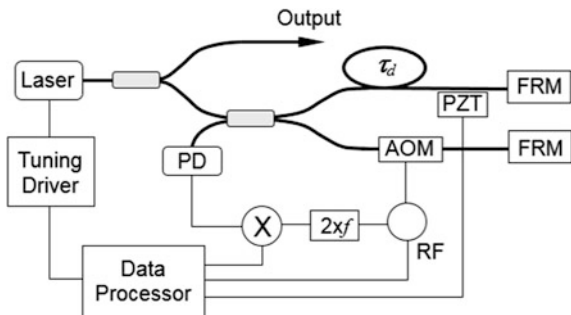 Output
Laser
τd
FRM
PZT
PD
AOM
FRM
Tuning
Driver
X
2xf
RF
Data
Processor